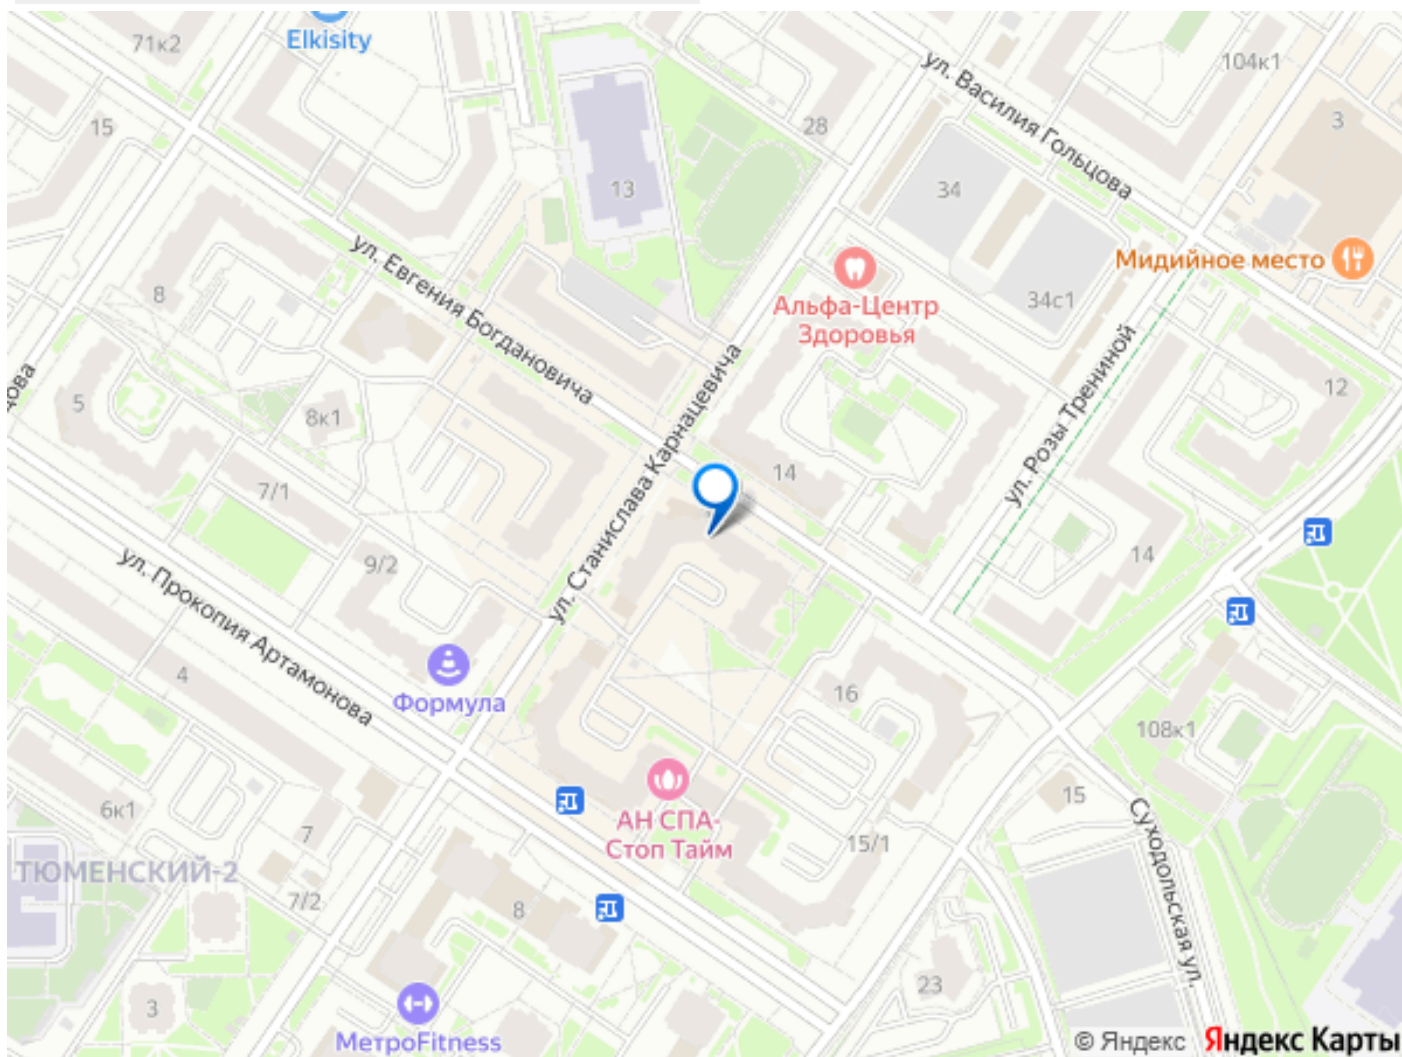 Elkisity
71к2
104к1
ул. Василия Гольцова
15
28
3
13
34
Мидийное место
ул. Евгения Богдановича
Альфа-Центр
Здоровья
34с1
8
ул. Розы Трениной
12
5
8к1
ул. Станислава Карнацевича
14
7/1
14
9/2
ул. Прокопия Артамонова
4
Формула
16
108к1
АН СПА-
Стоп Тайм
15
6к1
7
15/1
Суходольская ул.
ТЮМЕНСКИЙ-2
7/2
8
23
3
МетроFitness
© Яндекс Яндекс Карты